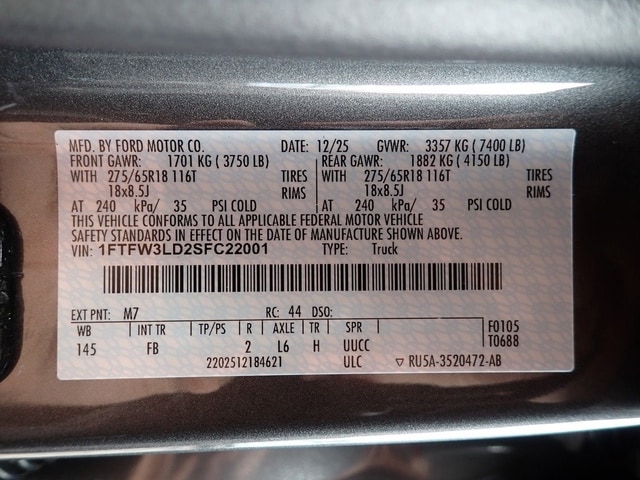 MFD. BY FORD MOTOR CO. DATE: 12/25 GVWR: 3357 KG ( 7400 LB)
FRONT GAWR: 1701 KG ( 3750 LB) REAR GAWR: 1882 KG ( 4150 LB)
WITH 275/65R18 116T TIRES WITH 275/65R18 116T TIRES
18x8.5J RIMS 18x8.5J RIMS
AT 240 kPa/ 35 PSI COLD AT 240 kPa/ 35 PSI COLD
THIS VEHICLE CONFORMS TO ALL APPLICABLE FEDERAL MOTOR VEHICLE
SAFETY STANDARDS IN EFFECT ON THE DATE OF MANUFACTURE SHOWN ABOVE.
VIN: 1FTFW3LD2SFC22001 TYPE: Truck
EXT PNT: M7 RC: 44 DSO:
WB INT TR TP/PS R AXLE TR SPR F0105
145 FB 2 L6 H UUCC T0688
2202512184621 ULC ▽ RU5A-3520472-AB